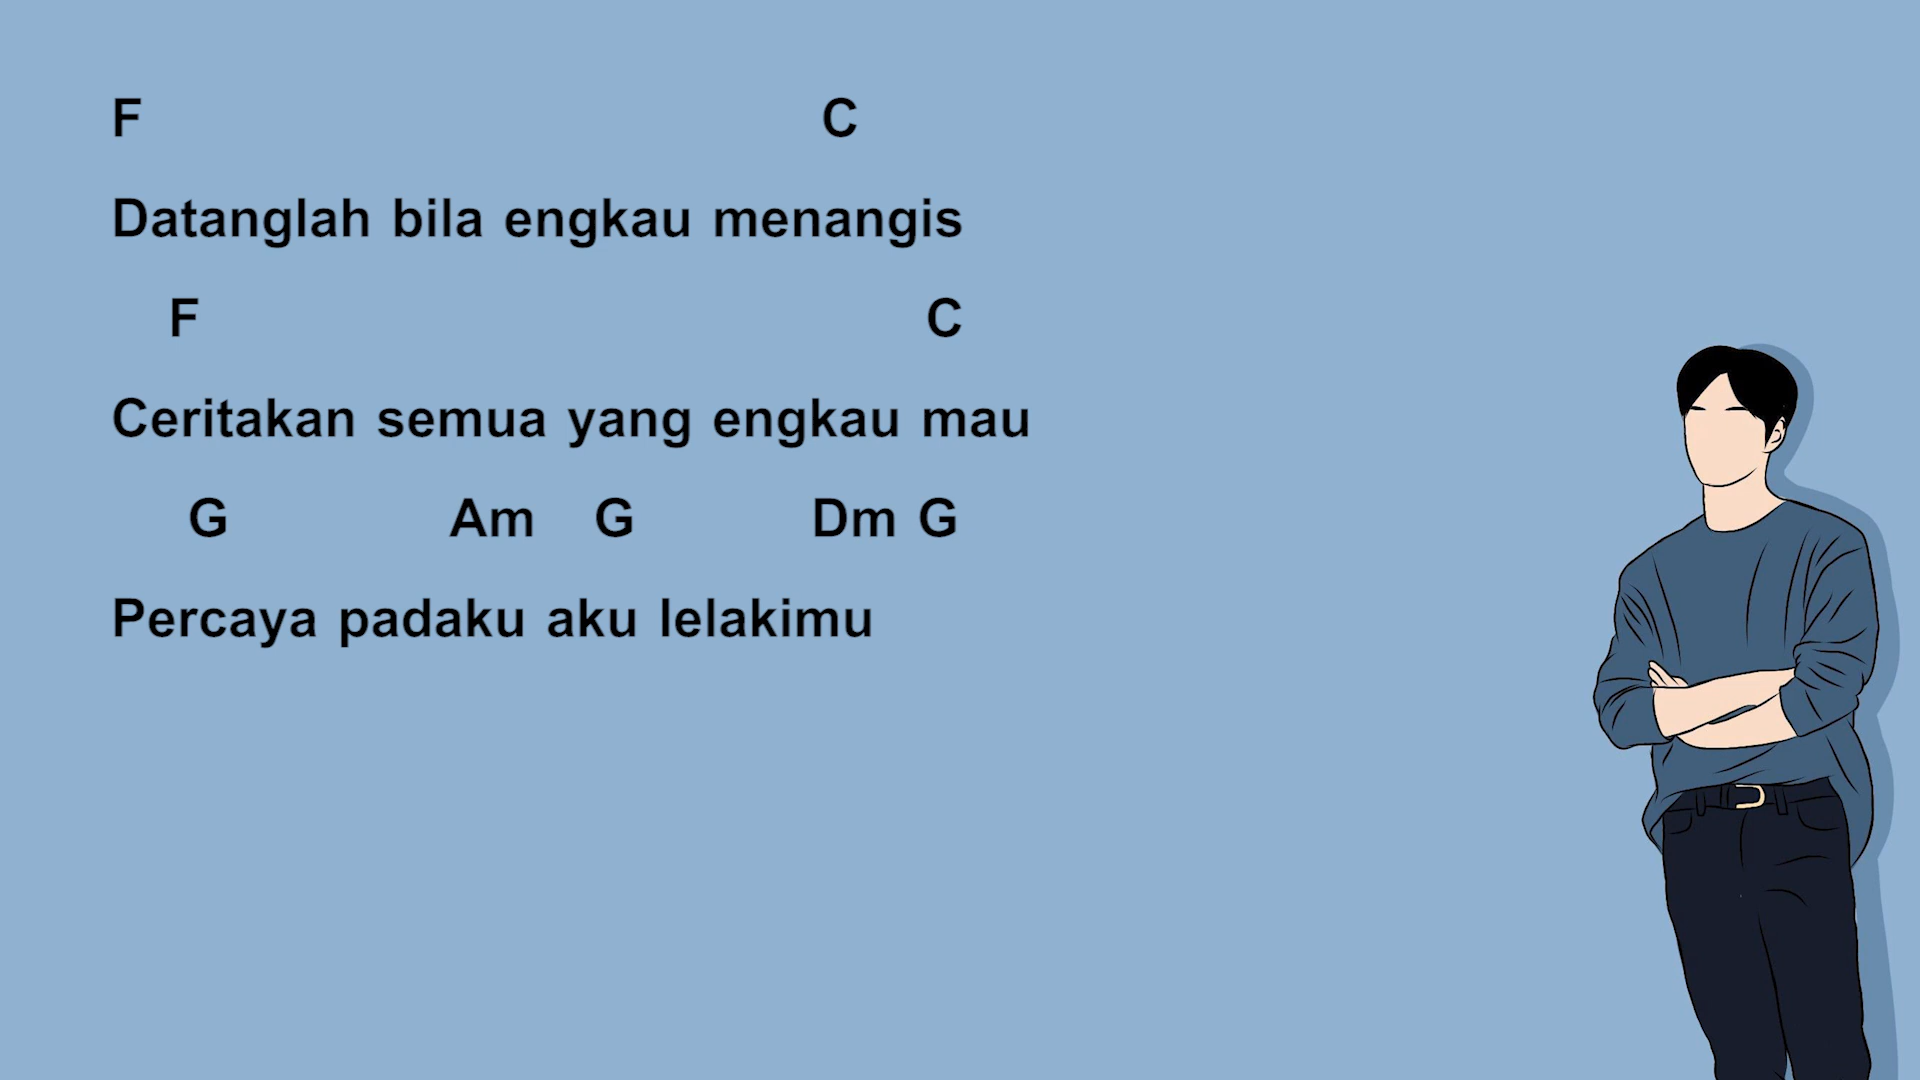 F C
Datanglah bila engkau menangis
F C
Ceritakan semua yang engkau mau
G Am G Dm G
Percaya padaku aku lelakimu